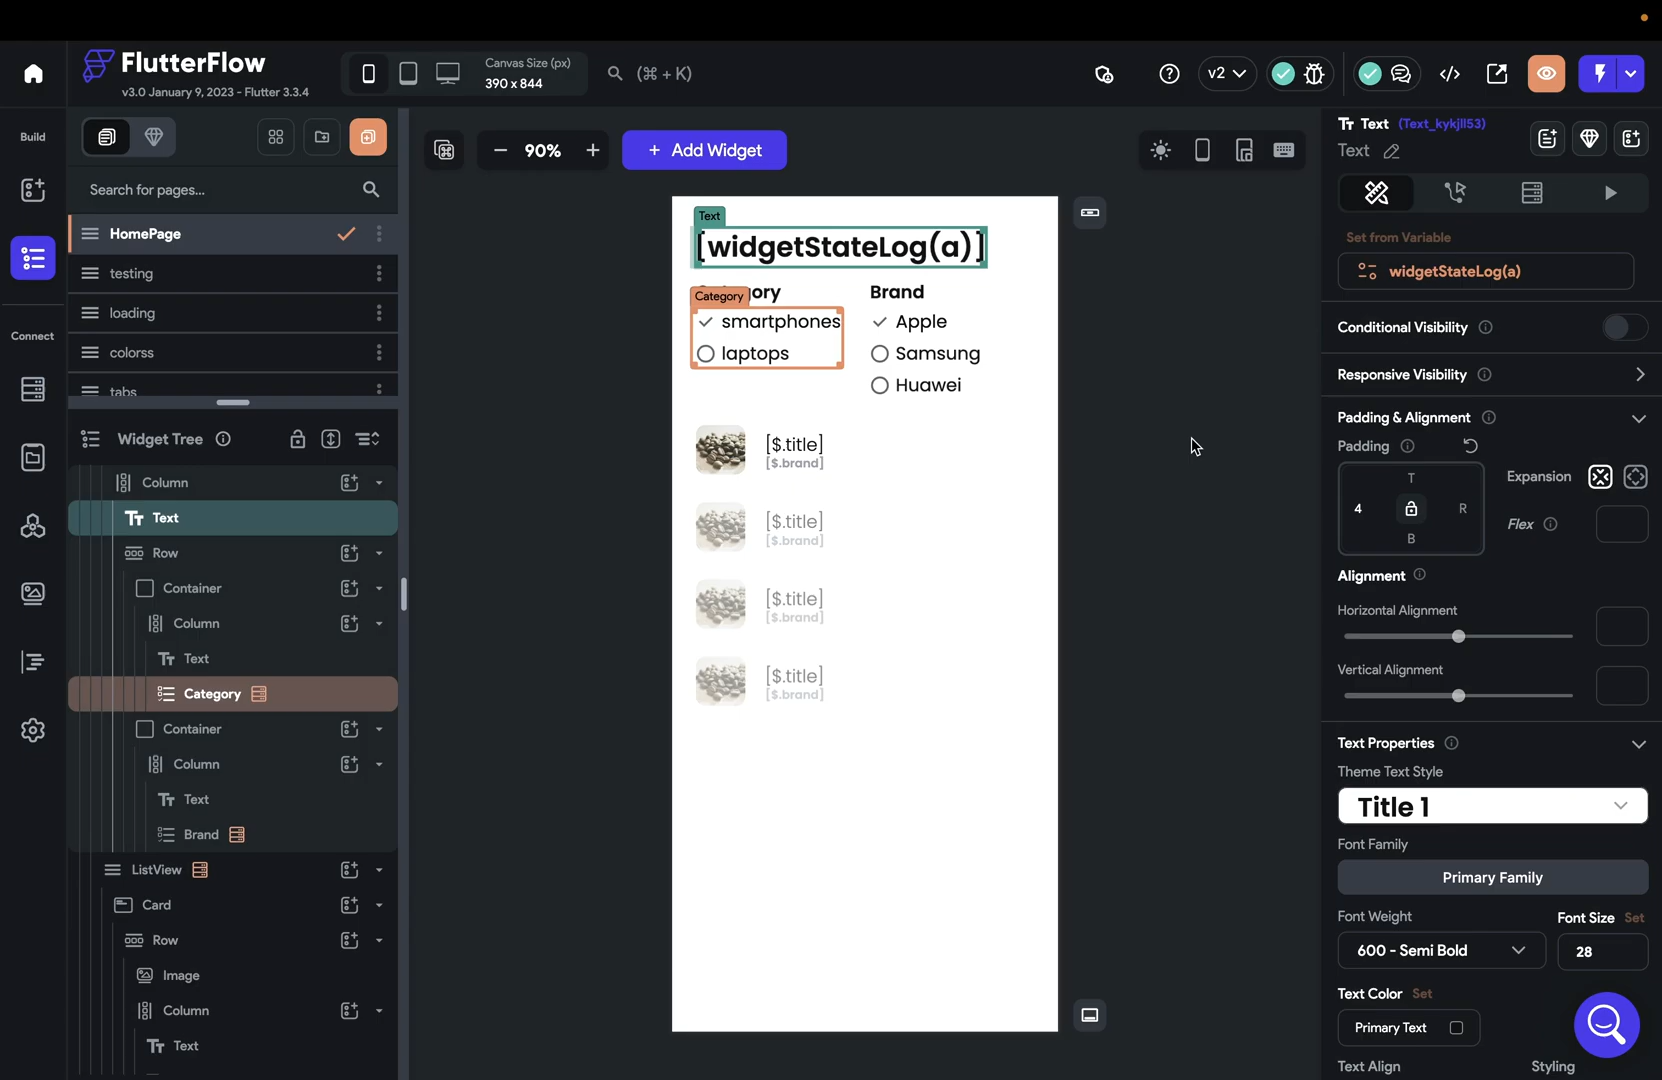 FlutterFlow
v3.0 January 9, 2023 - Flutter 3.3.4
Canvas Size (px)
390 x 844
(⌘ + K)
v2
Build
Connect
Search for pages...
HomePage
testing
loading
colorss
tabs
Widget Tree
Column
Text
Row
Container
Column
Text
Category
Container
Column
Text
Brand
ListView
Card
Row
Image
Column
Text
90%
+ Add Widget
Text
[widgetStateLog(a)]
Category
ory
smartphones
laptops
Brand
Apple
Samsung
Huawei
[$.title]
[$.brand]
[$.title]
[$.brand]
[$.title]
[$.brand]
[$.title]
[$.brand]
Text (Text_kykjll53)
Text
Set from Variable
widgetStateLog(a)
Conditional Visibility
Responsive Visibility
Padding & Alignment
Padding
T
4
R
B
Expansion
Flex
Alignment
Horizontal Alignment
Vertical Alignment
Text Properties
Theme Text Style
Title 1
Font Family
Primary Family
Font Weight
Font Size Set
600 - Semi Bold
28
Text Color Set
Primary Text
Text Align
Styling